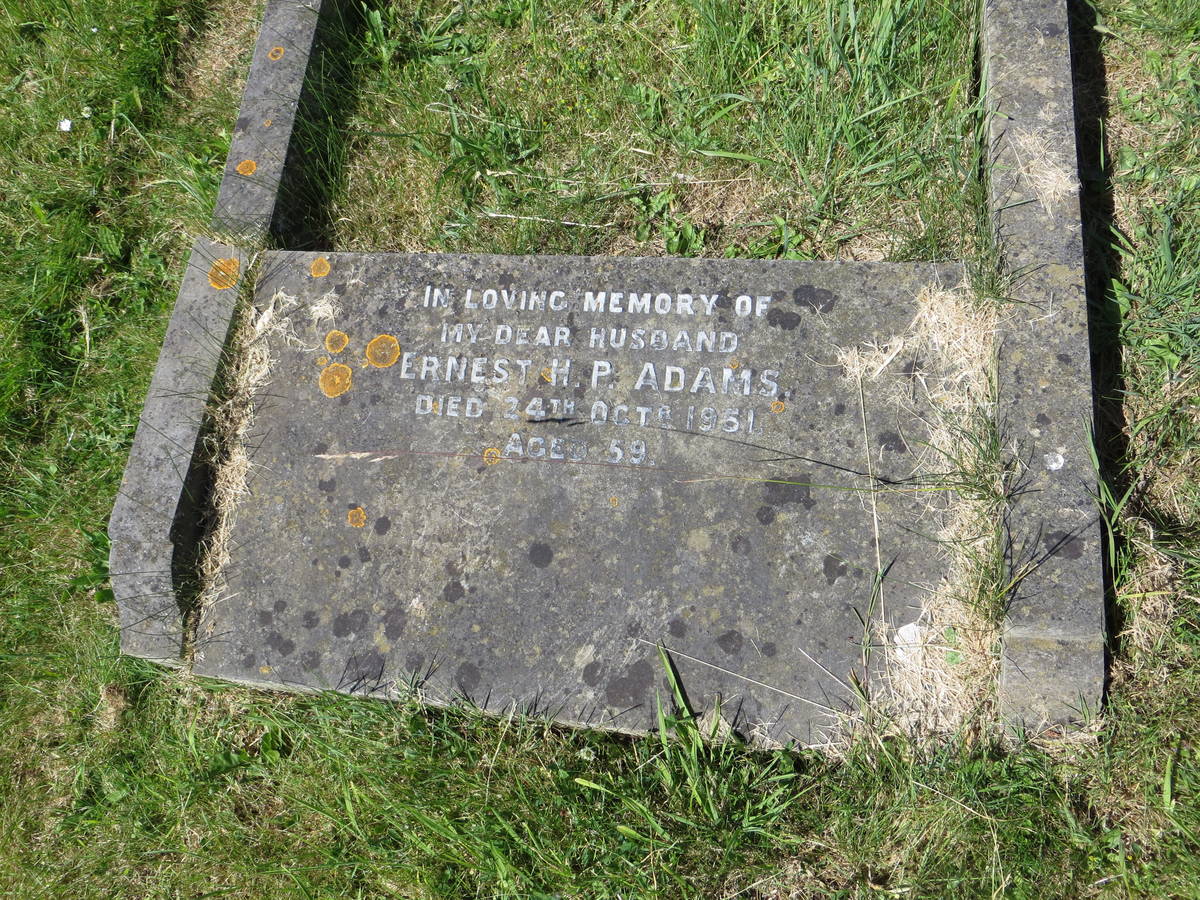 IN LOVING MEMORY OF
MY DEAR HUSBAND
ERNEST H. P. ADAMS.
DIED 24TH OCTR 1951.
AGED 59.